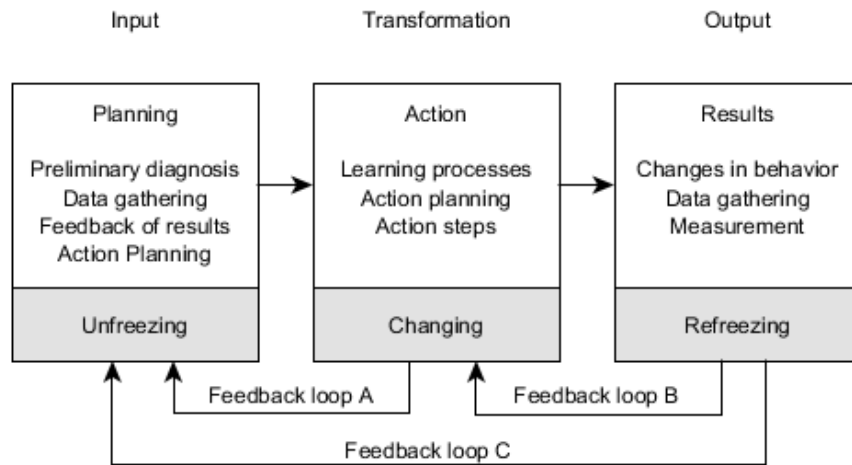 Input
Transformation
Output
Planning
Preliminary diagnosis
Data gathering
Feedback of results
Action Planning
Unfreezing
Action
Learning processes
Action planning
Action steps
Changing
Results
Changes in behavior
Data gathering
Measurement
Refreezing
Feedback loop A
Feedback loop B
Feedback loop C